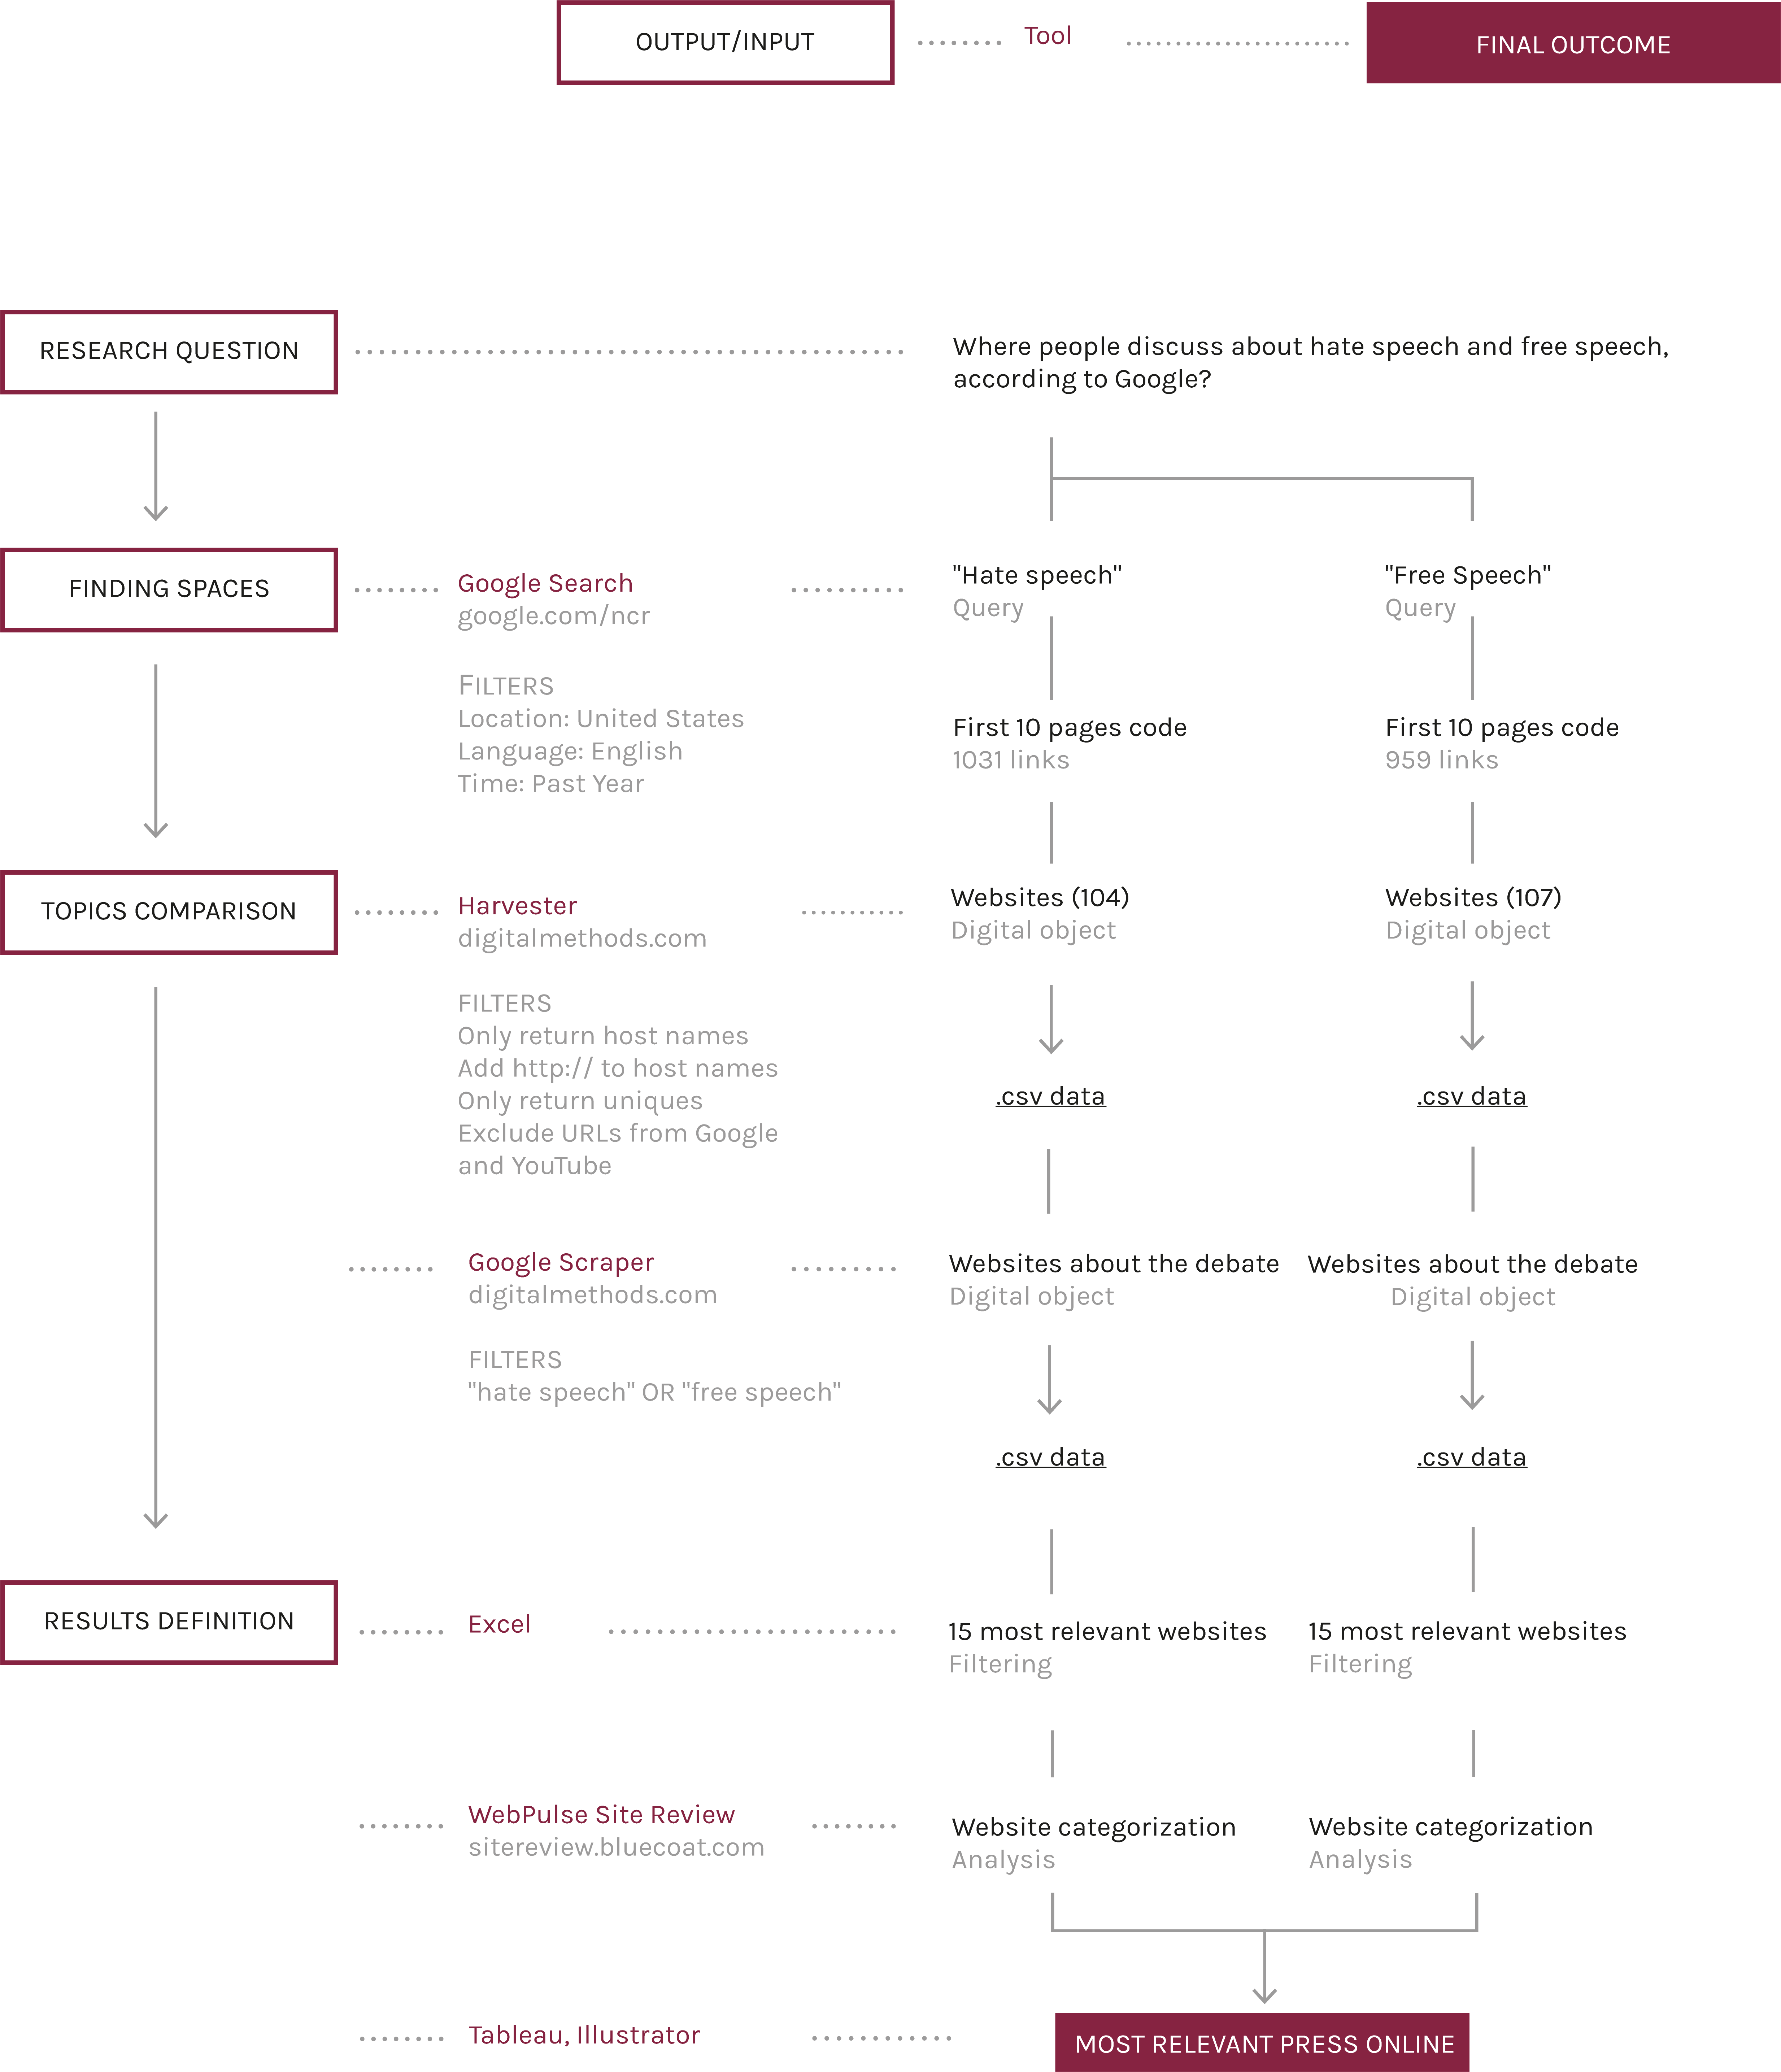 OUTPUT/INPUT
Tool
FINAL OUTCOME
RESEARCH QUESTION
Where people discuss about hate speech and free speech,
according to Google?
FINDING SPACES
Google Search
google.com/ncr
FILTERS
Location: United States
Language: English
Time: Past Year
"Hate speech"
Query
"Free Speech"
Query
First 10 pages code
1031 links
First 10 pages code
959 links
TOPICS COMPARISON
Harvester
digitalmethods.com
FILTERS
Only return host names
Add http:// to host names
Only return uniques
Exclude URLs from Google
and YouTube
Websites (104)
Digital object
Websites (107)
Digital object
.csv data
.csv data
Google Scraper
digitalmethods.com
FILTERS
"hate speech" OR "free speech"
Websites about the debate
Digital object
Websites about the debate
Digital object
.csv data
.csv data
RESULTS DEFINITION
Excel
15 most relevant websites
Filtering
15 most relevant websites
Filtering
WebPulse Site Review
sitereview.bluecoat.com
Website categorization
Analysis
Website categorization
Analysis
Tableau, Illustrator
MOST RELEVANT PRESS ONLINE